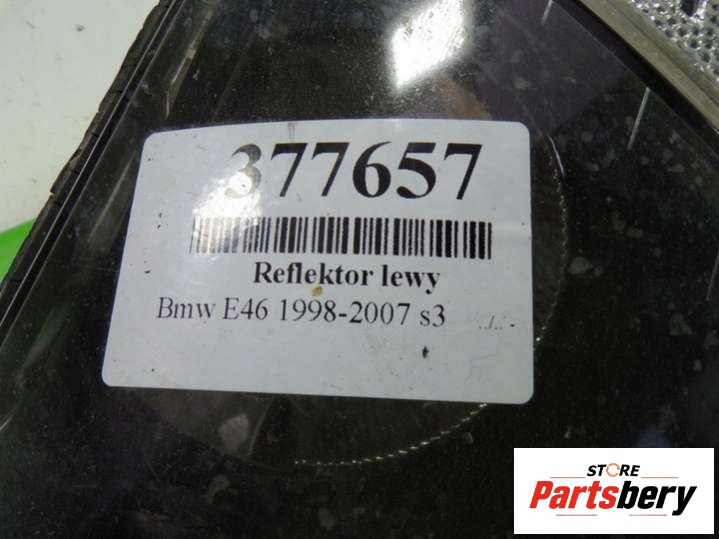 377657
Reflektor lewy
Bmw E46 1998-2007 s3 ../../.. -
STORE
Partsbery